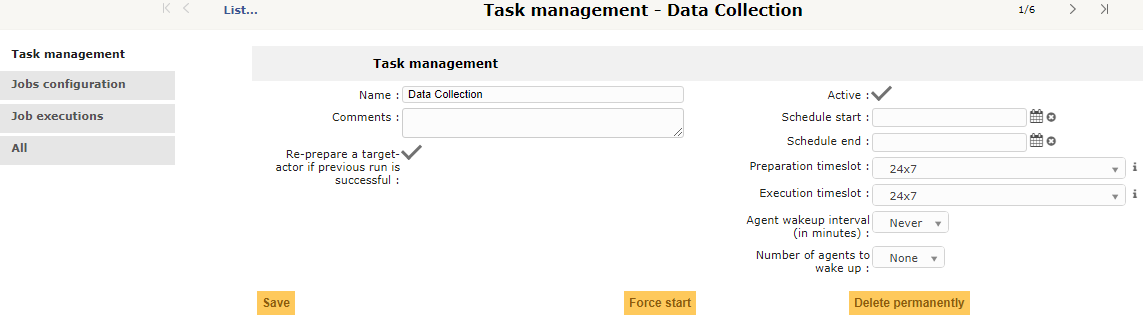 List...
Task management - Data Collection
1/6
Task management
Jobs configuration
Job executions
All
Task management
Name :
Data Collection
Comments :
Re-prepare a target-
actor if previous run is
successful :
Active :
Schedule start :
Schedule end :
Preparation timeslot :
24x7
Execution timeslot :
24x7
Agent wakeup interval
(in minutes) :
Never
Number of agents to
wake up :
None
Save
Force start
Delete permanently